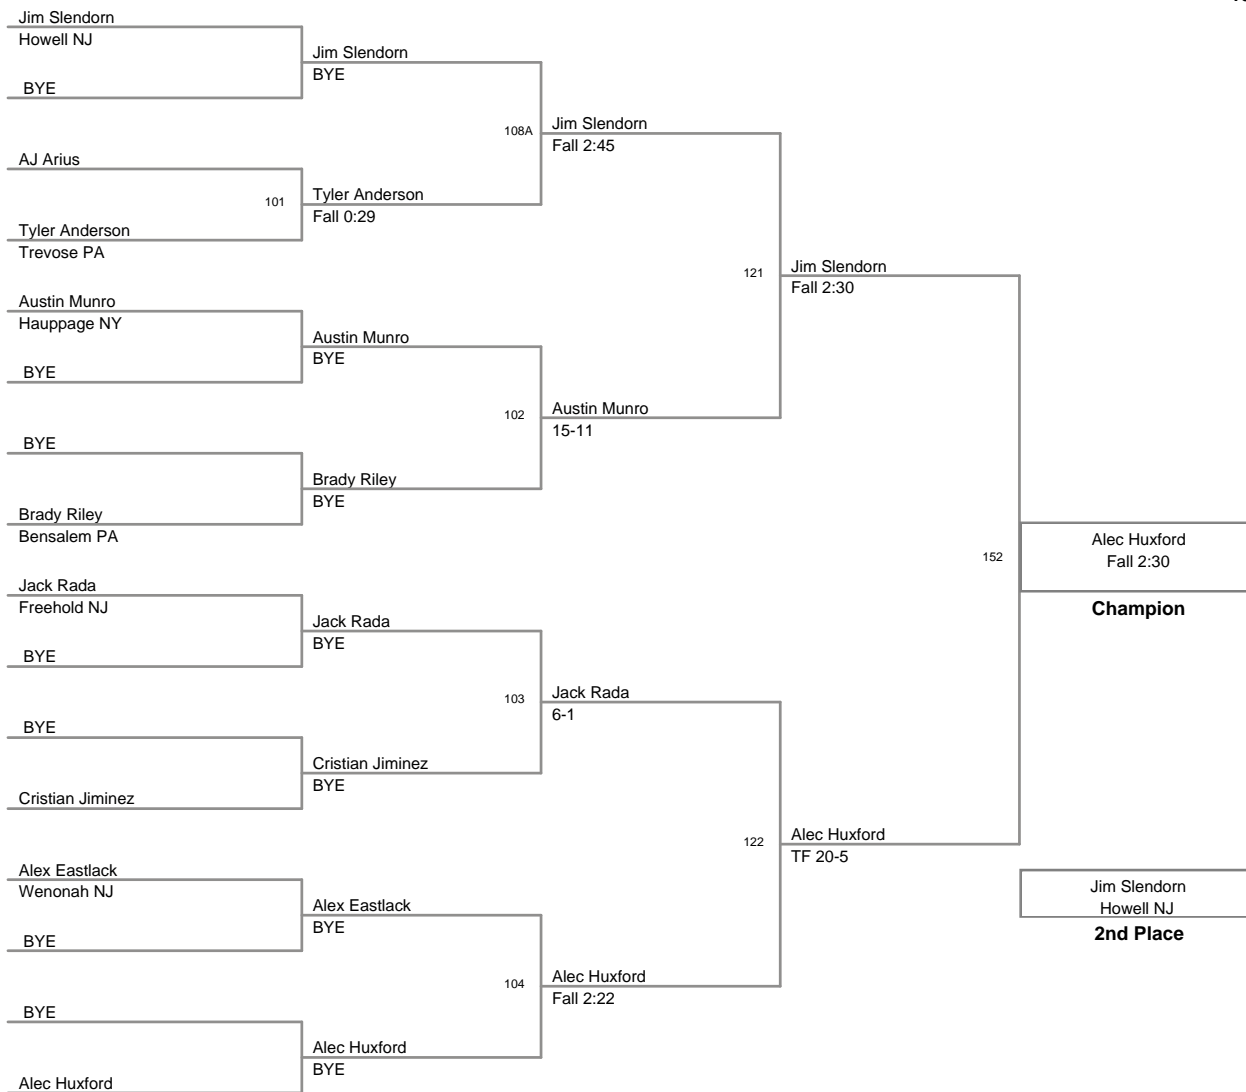 Jim Slendorn
Howell NJ
BYE
AJ Arius
Tyler Anderson
Trevose PA
Austin Munro
Hauppage NY
BYE
BYE
Brady Riley
Bensalem PA
Jack Rada
Freehold NJ
BYE
BYE
Cristian Jiminez
Alex Eastlack
Wenonah NJ
BYE
BYE
Alec Huxford
Jim Slendorn
BYE
101
Tyler Anderson
Fall 0:29
Austin Munro
BYE
Brady Riley
BYE
Jack Rada
BYE
Cristian Jiminez
BYE
Alex Eastlack
BYE
Alec Huxford
BYE
108A
Jim Slendorn
Fall 2:45
102
Austin Munro
15-11
103
Jack Rada
6-1
104
Alec Huxford
Fall 2:22
121
Jim Slendorn
Fall 2:30
122
Alec Huxford
TF 20-5
152
Alec Huxford
Fall 2:30
Champion
Jim Slendorn
Howell NJ
2nd Place